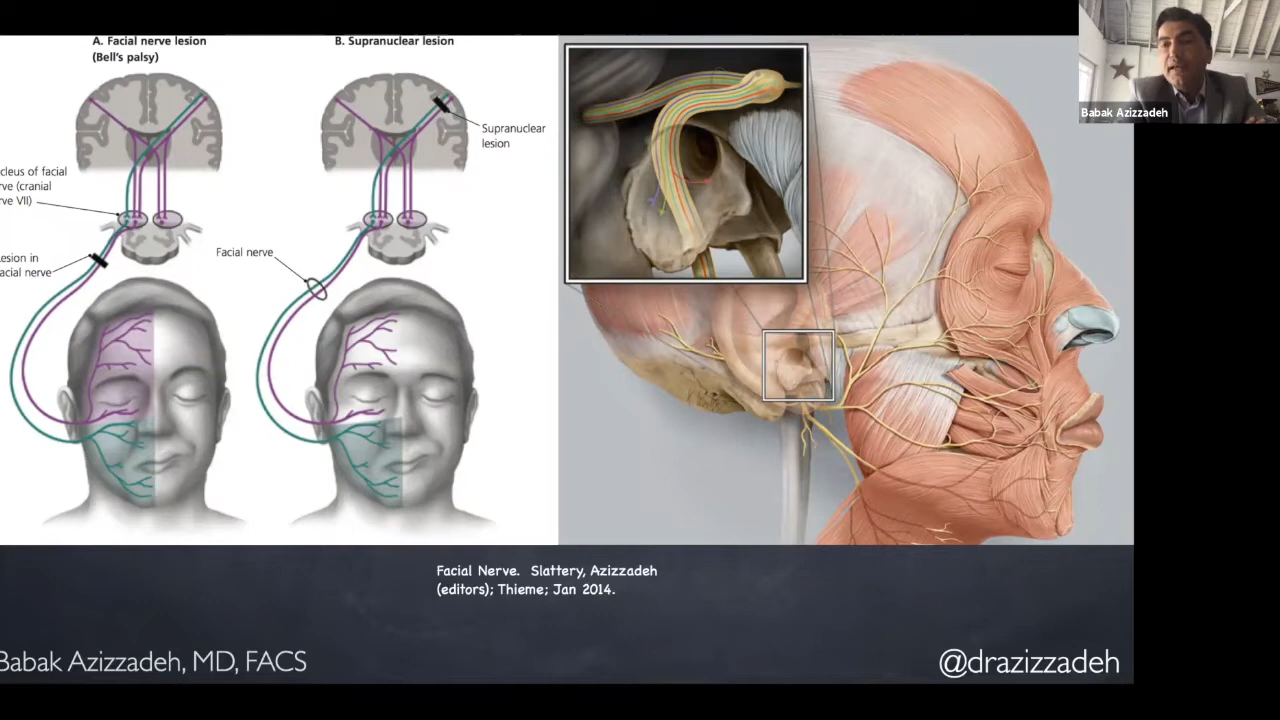 A. Facial nerve lesion
(Bell's palsy)
B. Supranuclear lesion
Supranuclear
lesion
cleus of facial
rve (cranial
rve VII)
esion in
acial nerve
Facial nerve
Babak Azizzadeh
Facial Nerve. Slattery, Azizzadeh
(editors); Thieme; Jan 2014.
Babak Azizzadeh, MD, FACS
@drazizzadeh